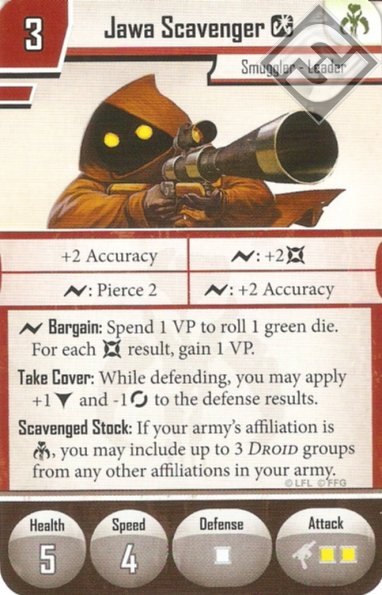 3
Jawa Scavenger
Smuggler - Leader
+2 Accuracy
: +2
: Pierce 2
: +2 Accuracy
Bargain: Spend 1 VP to roll 1 green die.
For each result, gain 1 VP.
Take Cover: While defending, you may apply
+1 and -1 to the defense results.
Scavenged Stock: If your army's affiliation is
, you may include up to 3 DROID groups
from any other affiliations in your army.
© LFL © FFG
Health
Speed
Defense
Attack
5
4